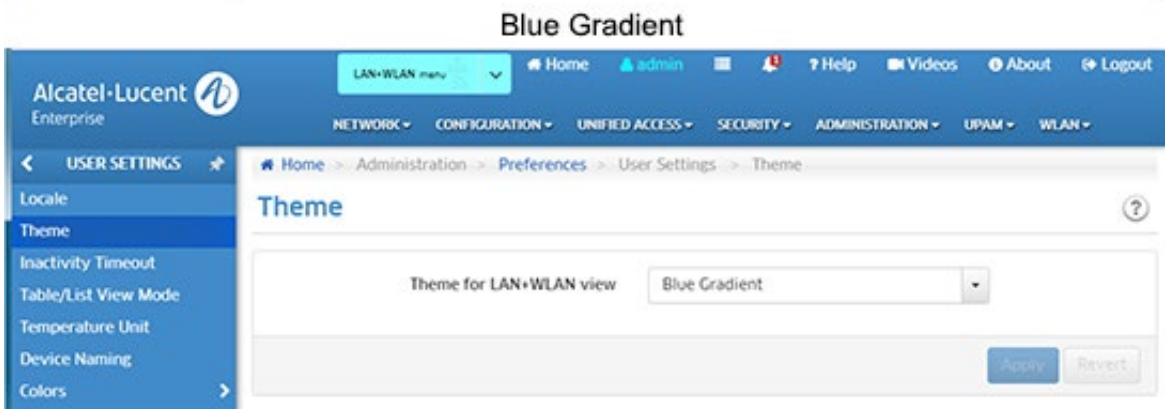 Blue Gradient
Alcatel·Lucent
Enterprise
LAN+WLAN menu
Home admin ? Help Videos About Logout
NETWORK CONFIGURATION UNIFIED ACCESS SECURITY ADMINISTRATION UPAM WLAN
USER SETTINGS
Home > Administration > Preferences > User Settings > Theme
Locale
Theme
Inactivity Timeout
Table/List View Mode
Temperature Unit
Device Naming
Colors
Theme
?
Theme for LAN+WLAN view Blue Gradient
Apply Revert